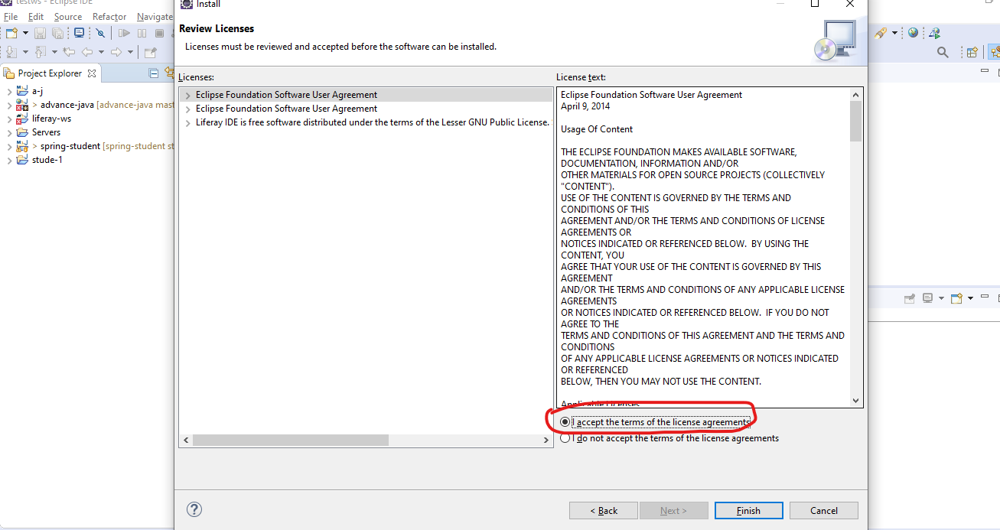 testws - Eclipse IDE
File Edit Source Refactor Navigate
Project Explorer
a-j
> advance-java [advance-java mast
liferay-ws
Servers
> spring-student [spring-student st
stude-1
Install
Review Licenses
Licenses must be reviewed and accepted before the software can be installed.
Licenses:
Eclipse Foundation Software User Agreement
Eclipse Foundation Software User Agreement
Liferay IDE is free software distributed under the terms of the Lesser GNU Public License.
License text:
Eclipse Foundation Software User Agreement
April 9, 2014
Usage Of Content
THE ECLIPSE FOUNDATION MAKES AVAILABLE SOFTWARE,
DOCUMENTATION, INFORMATION AND/OR
OTHER MATERIALS FOR OPEN SOURCE PROJECTS (COLLECTIVELY
"CONTENT").
USE OF THE CONTENT IS GOVERNED BY THE TERMS AND
CONDITIONS OF THIS
AGREEMENT AND/OR THE TERMS AND CONDITIONS OF LICENSE
AGREEMENTS OR
NOTICES INDICATED OR REFERENCED BELOW.  BY USING THE
CONTENT, YOU
AGREE THAT YOUR USE OF THE CONTENT IS GOVERNED BY THIS
AGREEMENT
AND/OR THE TERMS AND CONDITIONS OF ANY APPLICABLE LICENSE
AGREEMENTS
OR NOTICES INDICATED OR REFERENCED BELOW.  IF YOU DO NOT
AGREE TO THE
TERMS AND CONDITIONS OF THIS AGREEMENT AND THE TERMS AND
CONDITIONS
OF ANY APPLICABLE LICENSE AGREEMENTS OR NOTICES INDICATED
OR REFERENCED
BELOW, THEN YOU MAY NOT USE THE CONTENT.
Applicable Licenses
I accept the terms of the license agreements
I do not accept the terms of the license agreements
< Back
Next >
Finish
Cancel